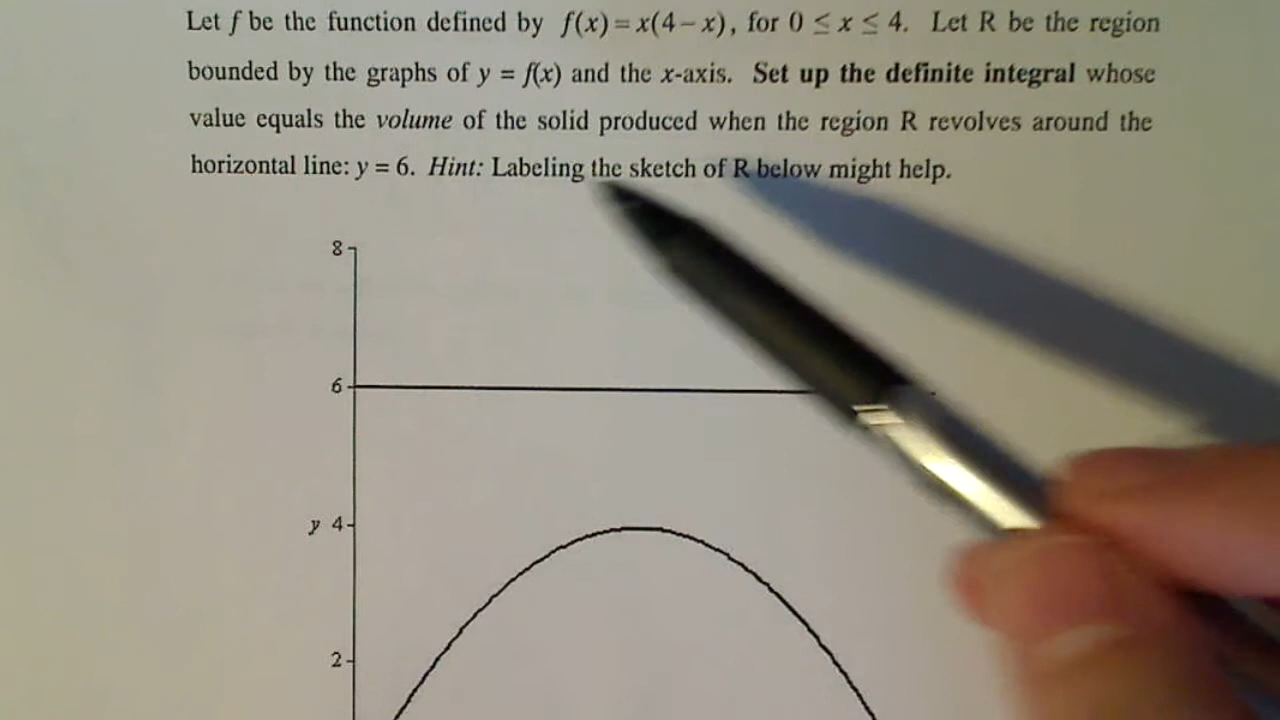 Let f be the function defined by f(x) = x(4 − x), for 0 ≤ x ≤ 4. Let R be the region
bounded by the graphs of y = f(x) and the x-axis. Set up the definite integral whose
value equals the volume of the solid produced when the region R revolves around the
horizontal line: y = 6. Hint: Labeling the sketch of R below might help.
8
6
y 4
2